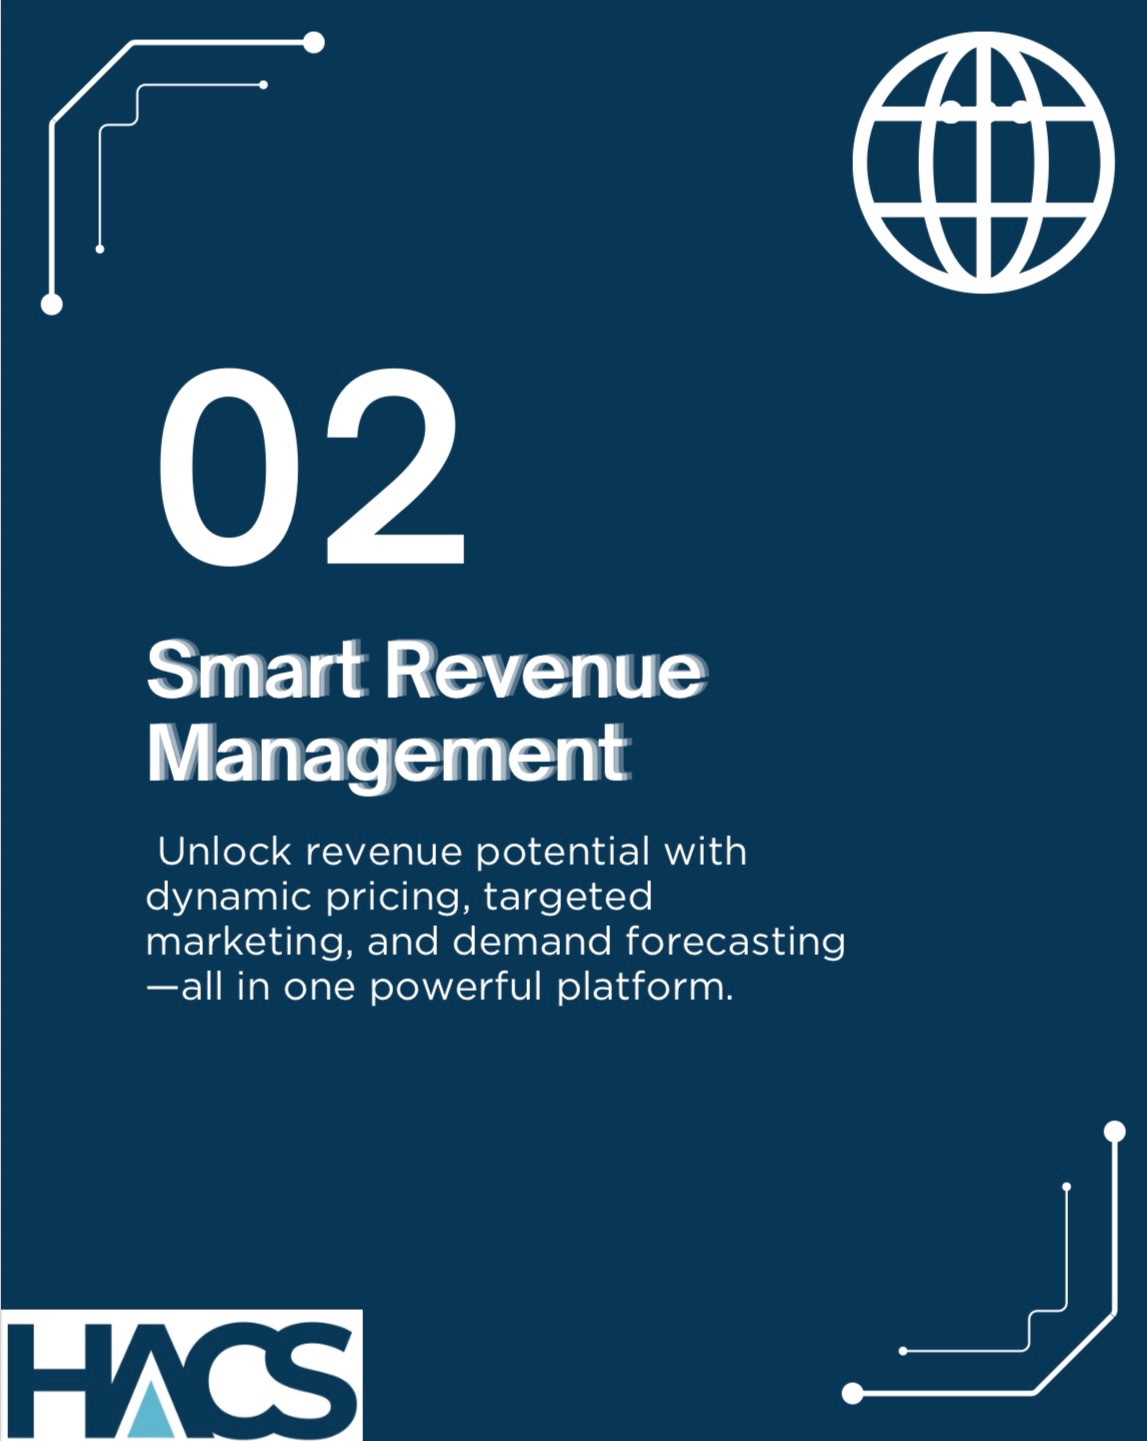 02
Smart Revenue
Management
Unlock revenue potential with
dynamic pricing, targeted
marketing, and demand forecasting
—all in one powerful platform.
HACS